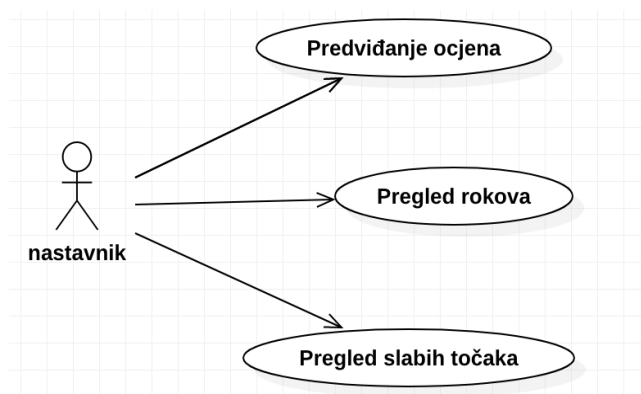 Predviđanje ocjena
Pregled rokova
nastavnik
Pregled slabih točaka